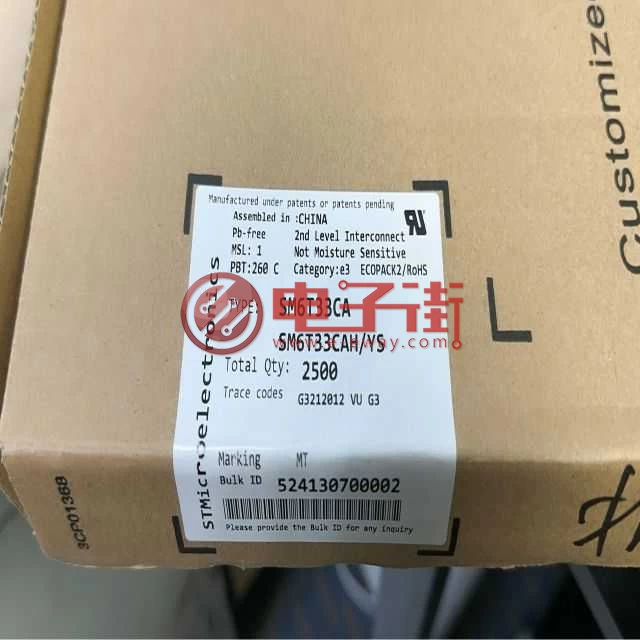 Customize
Manufactured under patents or patents pending
Assembled in :CHINA
Pb-free 2nd Level Interconnect
MSL: 1 Not Moisture Sensitive
PBT:260 C Category:e3 ECOPACK2/RoHS
TYPE: SM6T33CA
SM6T33CAH/YS
Total Qty: 2500
Trace codes G3212012 VU G3
Marking MT
Bulk ID 524130700002
Please provide the Bulk ID for any inquiry
STMicroelectronics
3CP01368
电子街